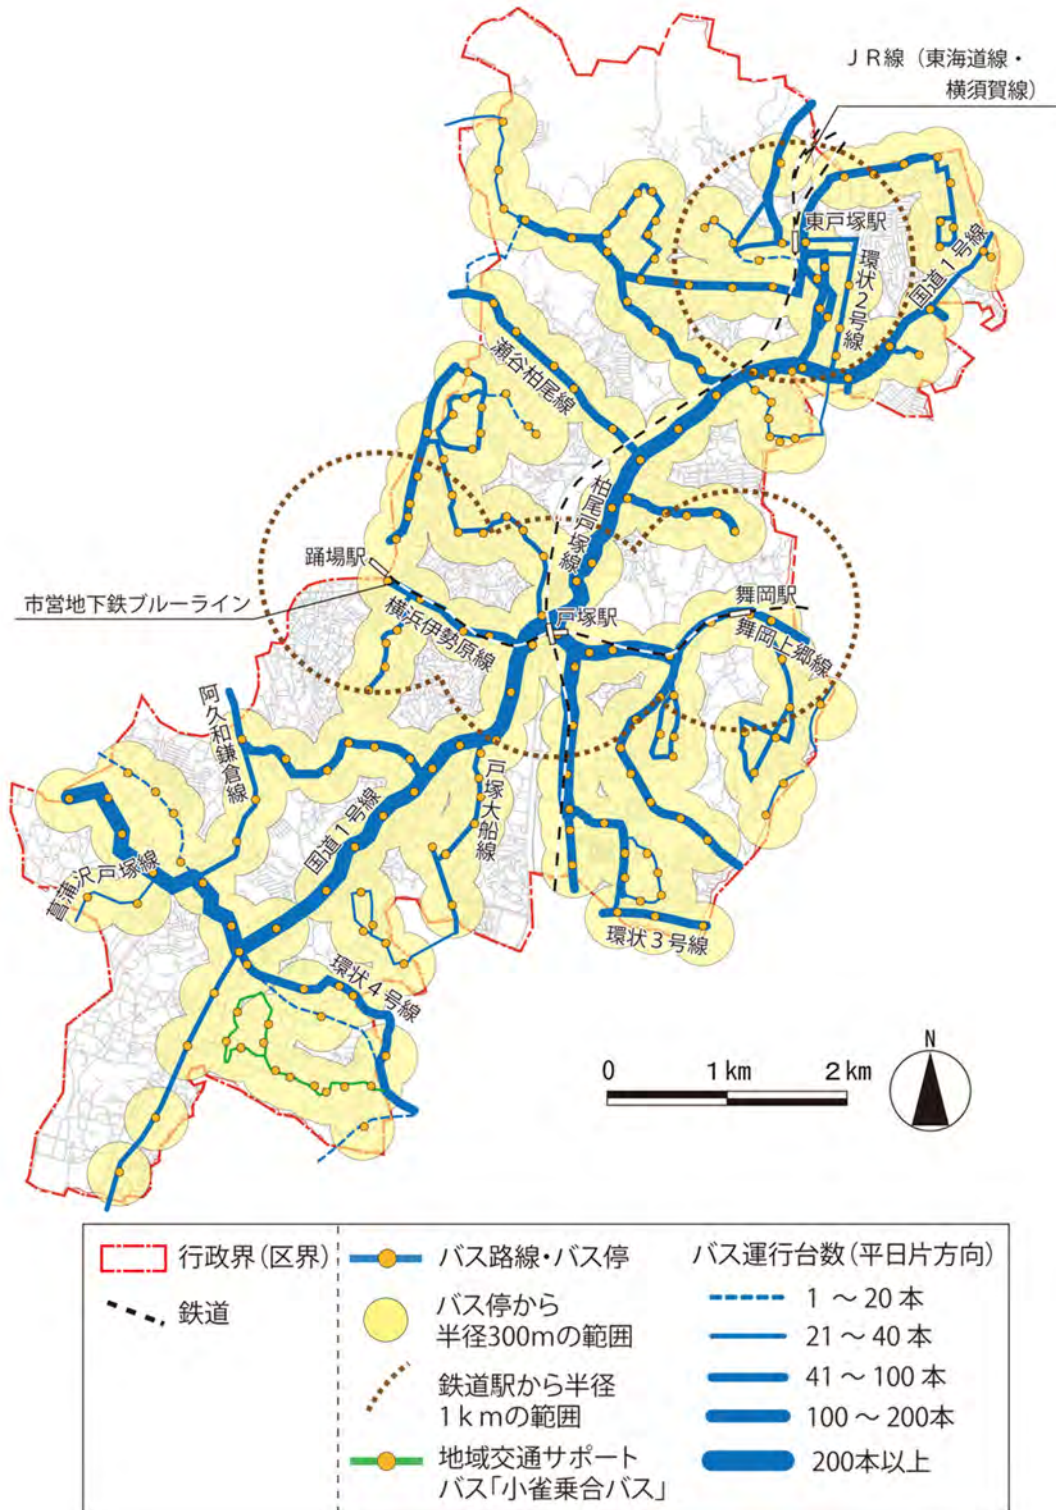 JR線（東海道線・
横須賀線）
東戸塚駅
環状２号線
国道１号線
瀬谷柏尾線
柏尾戸塚線
踊場駅
市営地下鉄ブルーライン
横浜伊勢原線
戸塚駅
舞岡駅
舞岡上郷線
阿久和鎌倉線
国道１号線
戸塚大船線
菖蒲沢戸塚線
環状３号線
環状４号線
N
0 1km 2km
行政界（区界）
鉄道
バス路線・バス停
バス停から
半径300mの範囲
鉄道駅から半径
1kmの範囲
地域交通サポート
バス「小雀乗合バス」
バス運行台数（平日片方向）
1 ～ 20 本
21 ～ 40 本
41 ～ 100 本
100 ～ 200本
200本以上